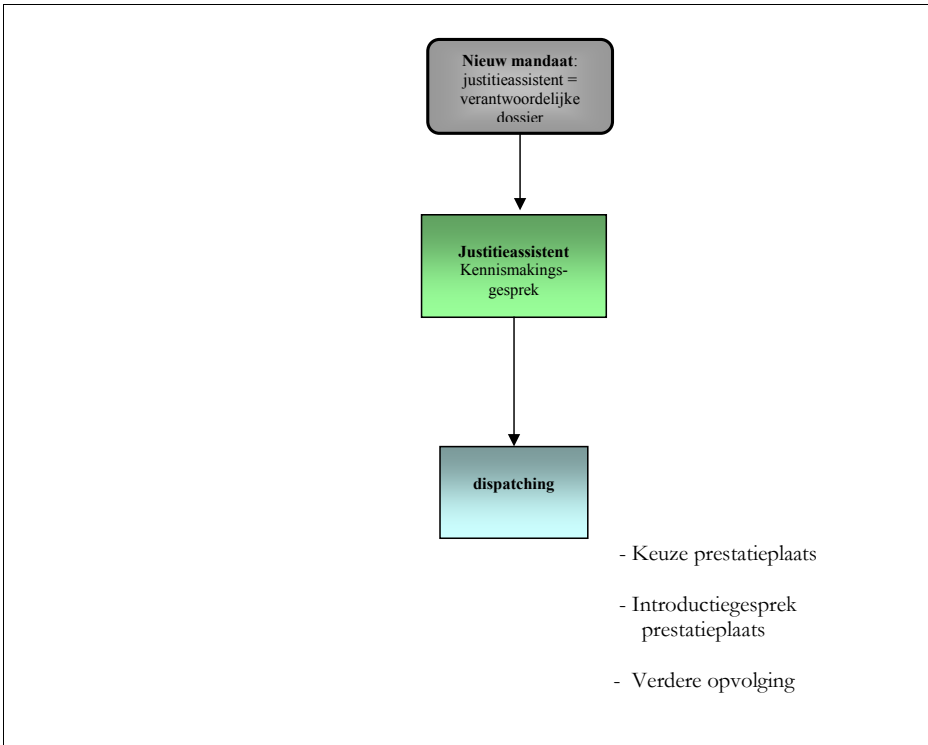 Nieuw mandaat:
justitieassistent =
verantwoordelijke
dossier
Justitieassistent
Kennismakings-
gesprek
dispatching
- Keuze prestatieplaats
- Introductiegesprek
prestatieplaats
- Verdere opvolging